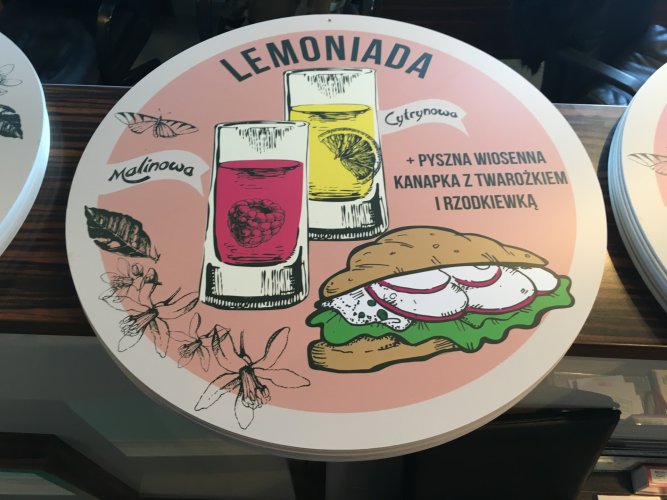 LEMONIADA
Cytrynowa
Malinowa
+ PYSZNA WIOSENNA
KANAPKA Z TWAROŻKIEM
I RZODKIEWKĄ